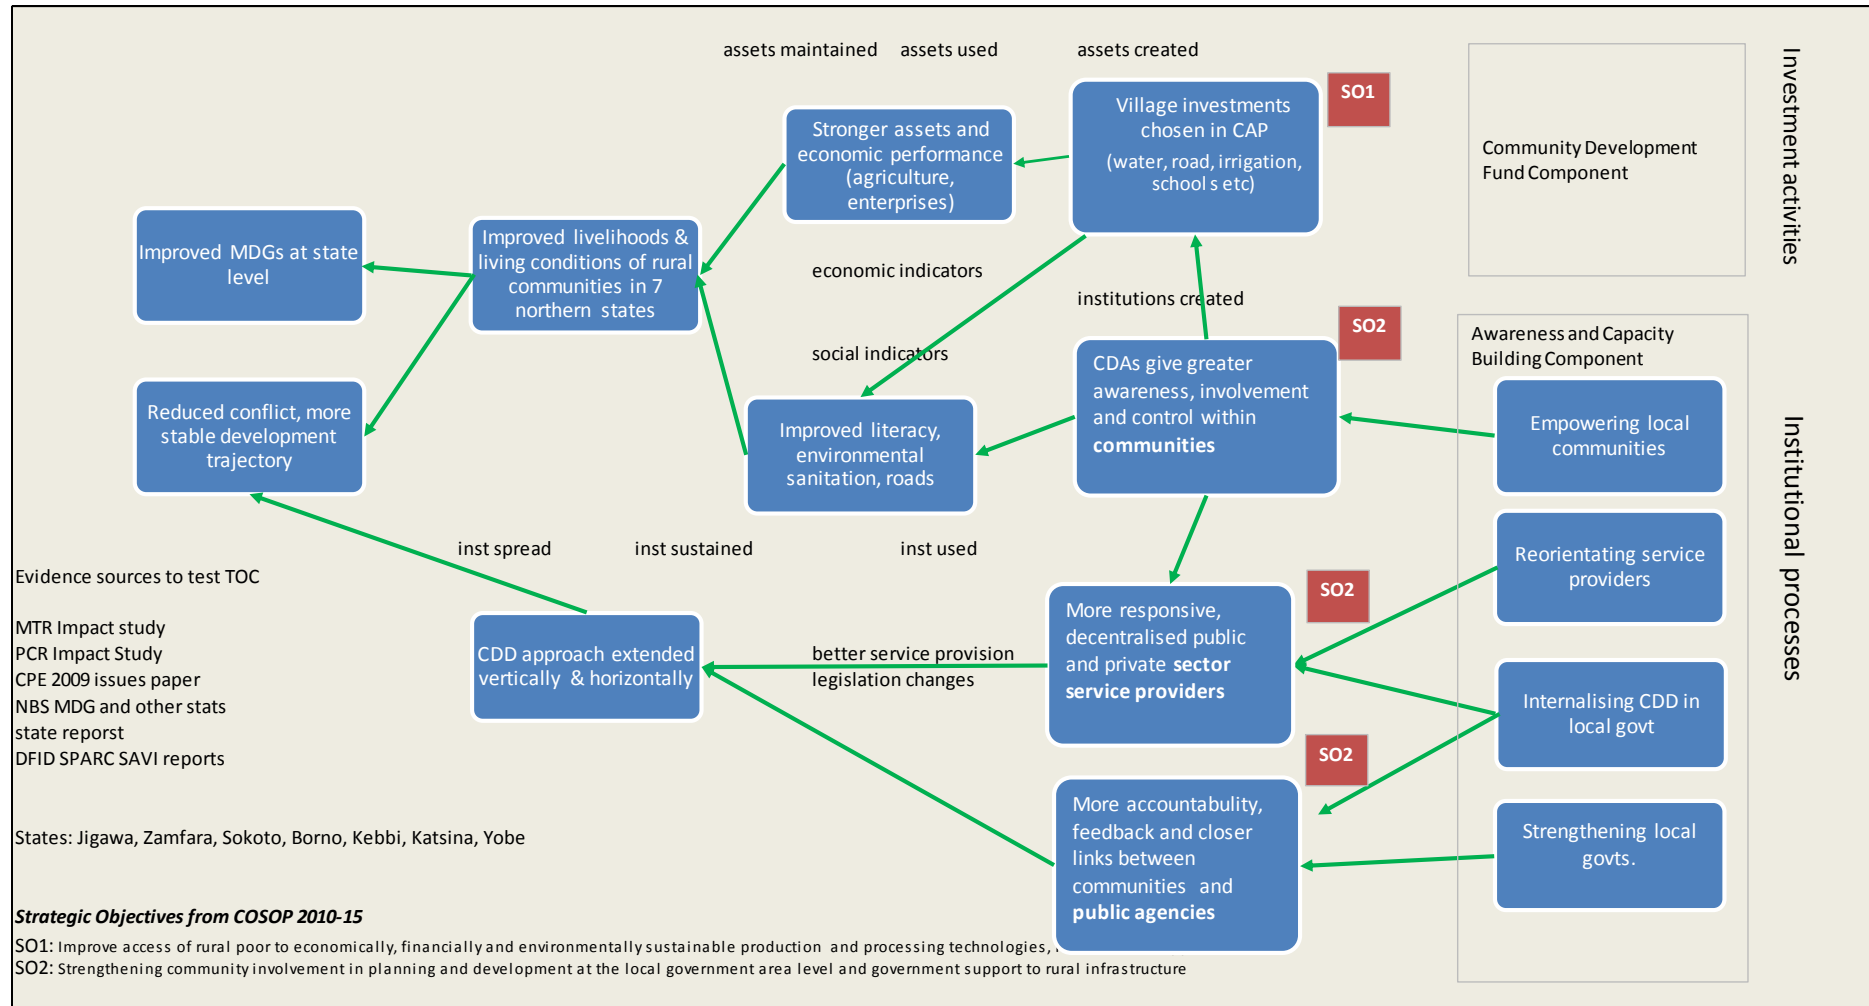 assets maintained
assets used
assets created
SO1
Village investments
chosen in CAP
(water, road, irrigation,
schools etc)
Stronger assets and
economic performance
(agriculture,
enterprises)
Community Development
Fund Component
Investment activities
Improved MDGs at state
level
Improved livelihoods &
living conditions of rural
communities in 7
northern states
economic indicators
institutions created
SO2
social indicators
CDAs give greater
awareness, involvement
and control within
communities
Awareness and Capacity
Building Component
Empowering local
communities
Reduced conflict, more
stable development
trajectory
Improved literacy,
environmental
sanitation, roads
Institutional processes
Reorientating service
providers
inst spread
inst sustained
inst used
Evidence sources to test TOC
MTR Impact study
PCR Impact Study
CPE 2009 issues paper
NBS MDG and other stats
state reporst
DFID SPARC SAVI reports
CDD approach extended
vertically & horizontally
better service provision
legislation changes
SO2
More responsive,
decentralised public
and private sector
service providers
Internalising CDD in
local govt
SO2
More accountabulity,
feedback and closer
links between
communities and
public agencies
Strengthening local
govts.
States: Jigawa, Zamfara, Sokoto, Borno, Kebbi, Katsina, Yobe
Strategic Objectives from COSOP 2010-15
SO1: Improve access of rural poor to economically, financially and environmentally sustainable production and processing technologies,
SO2: Strengthening community involvement in planning and development at the local government area level and government support to rural infrastructure